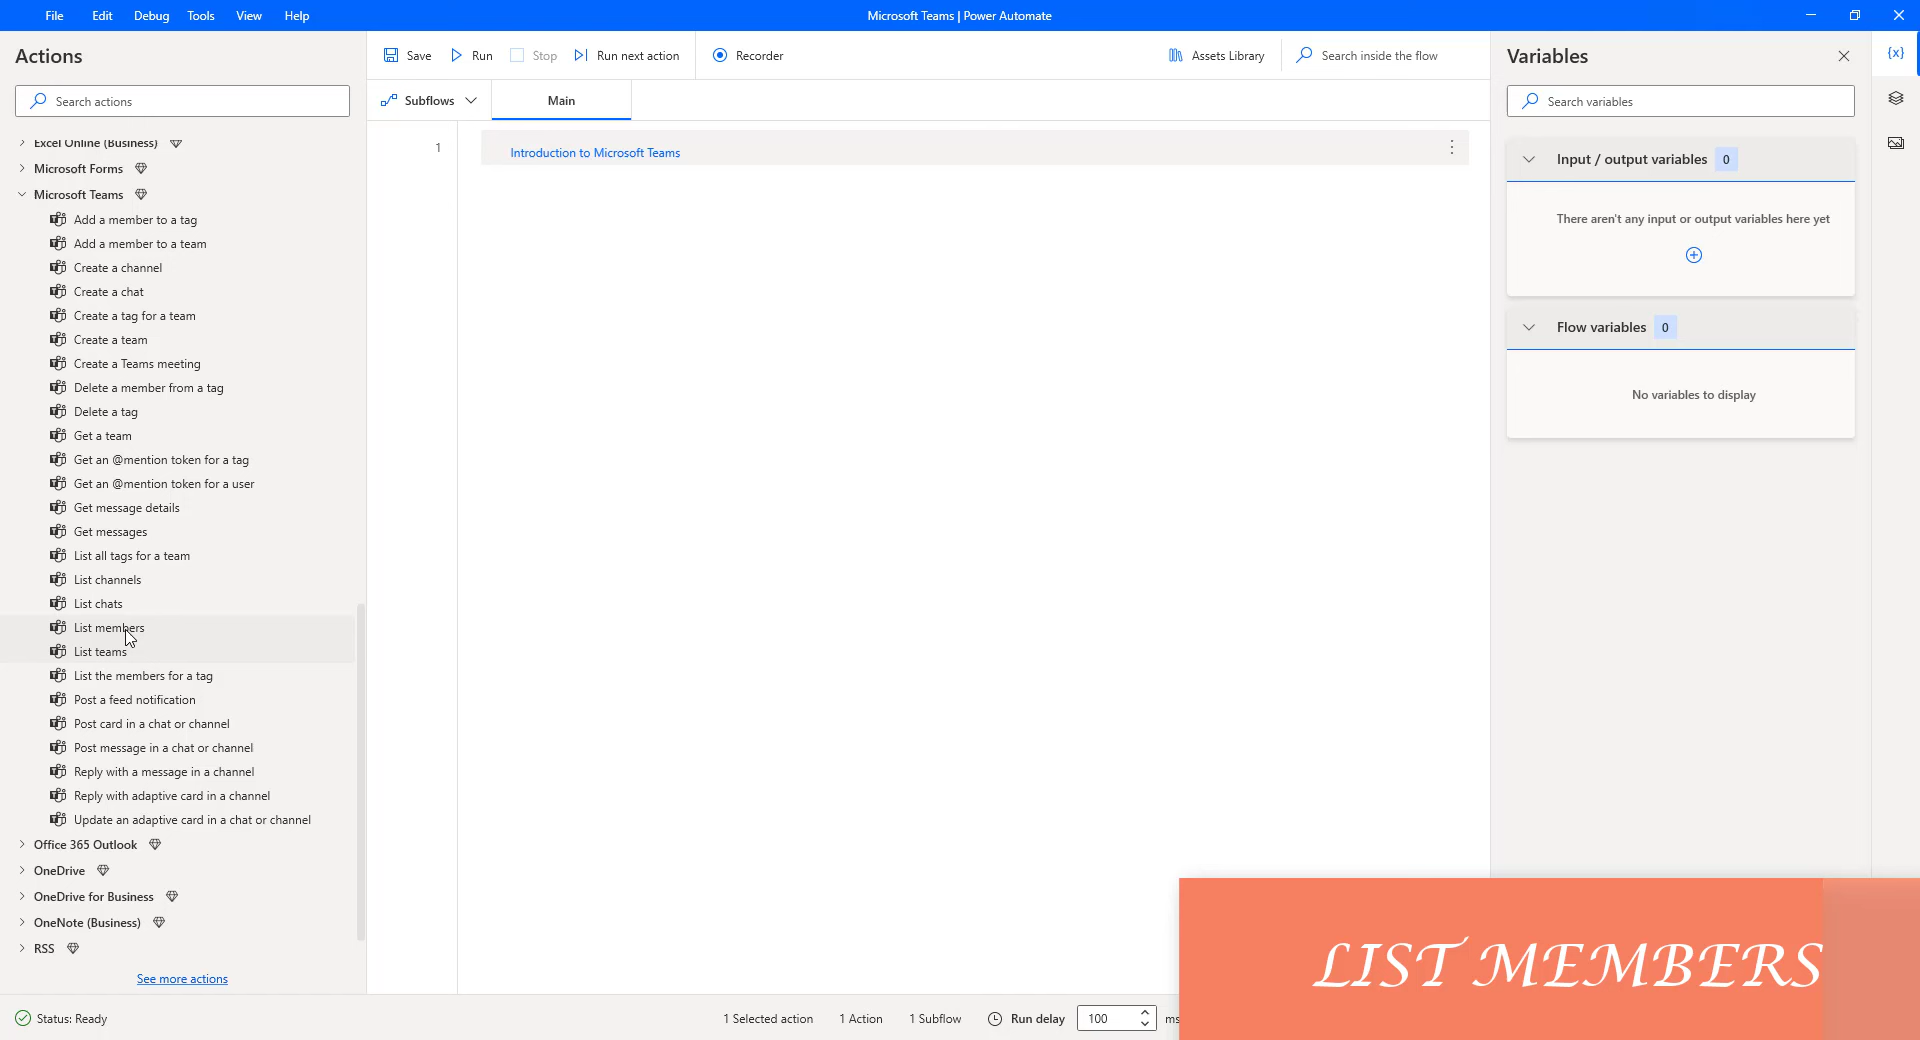 File Edit Debug Tools View Help
Microsoft Teams | Power Automate
Actions
Search actions
Excel Online (Business)
Microsoft Forms
Microsoft Teams
Add a member to a tag
Add a member to a team
Create a channel
Create a chat
Create a tag for a team
Create a team
Create a Teams meeting
Delete a member from a tag
Delete a tag
Get a team
Get an @mention token for a tag
Get an @mention token for a user
Get message details
Get messages
List all tags for a team
List channels
List chats
List members
List teams
List the members for a tag
Post a feed notification
Post card in a chat or channel
Post message in a chat or channel
Reply with a message in a channel
Reply with adaptive card in a channel
Update an adaptive card in a chat or channel
Office 365 Outlook
OneDrive
OneDrive for Business
OneNote (Business)
RSS
See more actions
Save Run Stop Run next action Recorder
Assets Library Search inside the flow
Subflows Main
1 Introduction to Microsoft Teams
Variables
{x}
Search variables
Input / output variables 0
There aren't any input or output variables here yet
Flow variables 0
No variables to display
LIST MEMBERS
Status: Ready
1 Selected action 1 Action 1 Subflow Run delay 100 ms